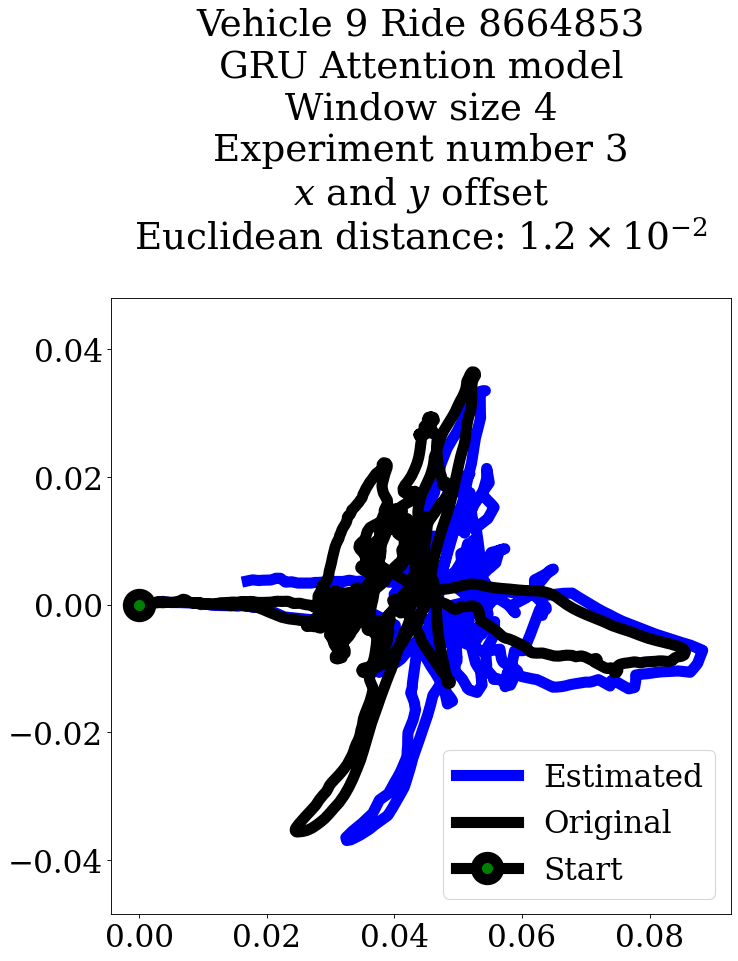 Vehicle 9 Ride 8664853
GRU Attention model
Window size 4
Experiment number 3
x and y offset
Euclidean distance: 1.2 × 10⁻²
0.04
0.02
0.00
−0.02
−0.04
Estimated
Original
Start
0.00 0.02 0.04 0.06 0.08